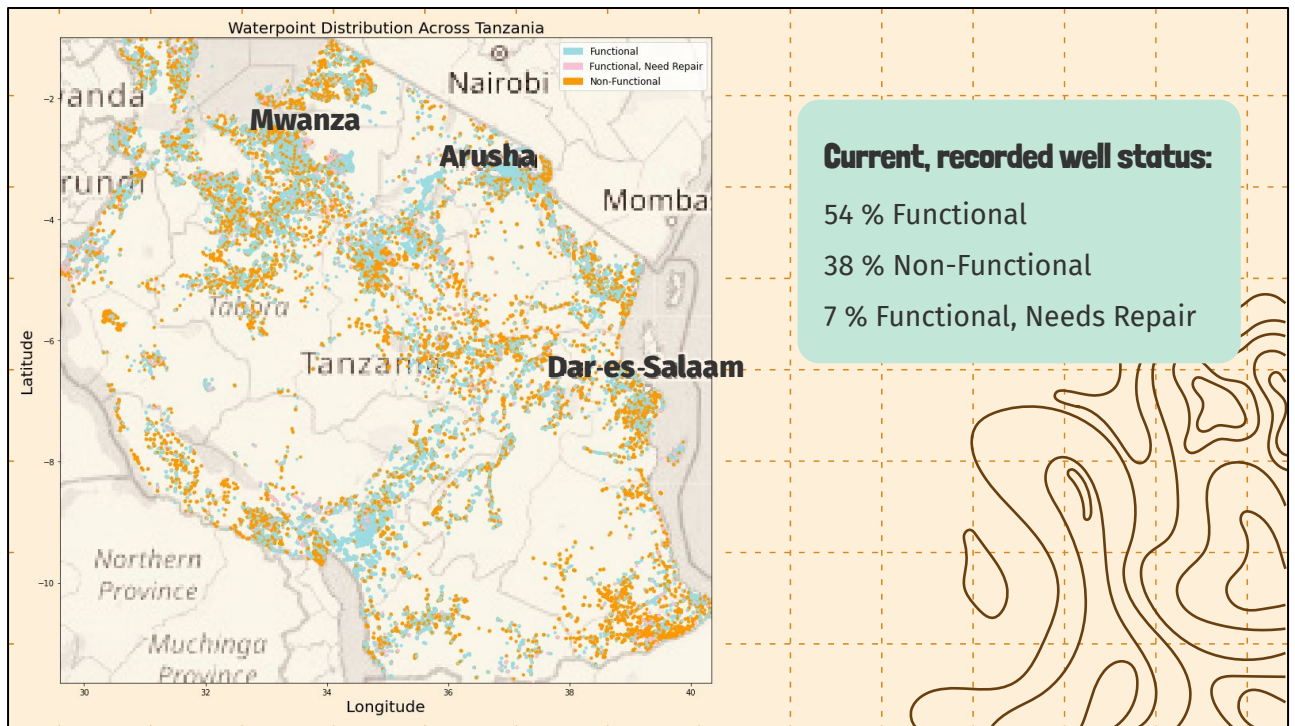 Waterpoint Distribution Across Tanzania
Functional
Functional, Need Repair
Non-Functional
Nairobi
anda
Mwanza
Arusha
rundi
Momba
Tabora
Tanzania
Dar-es-Salaam
Northern
Province
Muchinga
Province
−2
−4
−6
−8
−10
Latitude
30
32
34
36
38
40
Longitude
Current, recorded well status:
54 % Functional
38 % Non-Functional
7 % Functional, Needs Repair